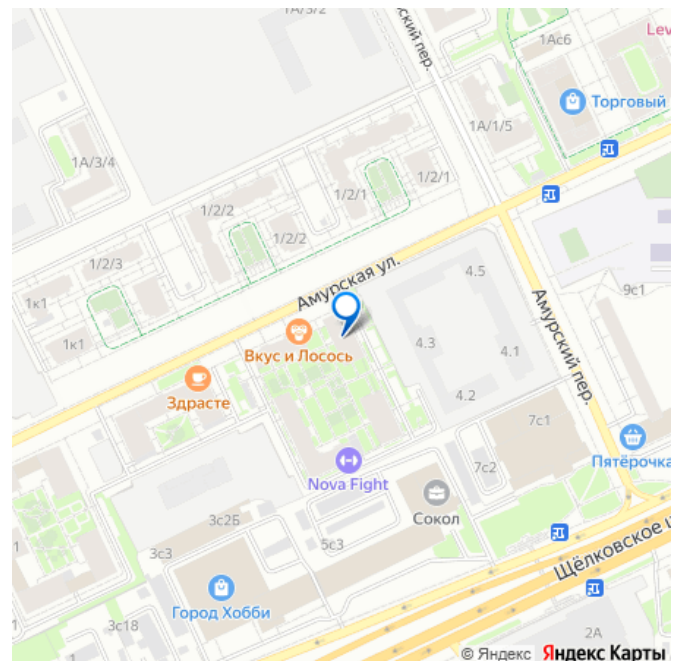 1А/3/2
Амурский пер.
1Ас6
Lev
Торговый
1А/3/4
1А/1/5
1/2/1
1/2/1
1/2/2
1/2/2
1/2/3
Амурская ул.
4.5
9с1
1к1
1к1
4.3
4.1
Амурский пер.
Вкус и Лосось
Здрасте
4.2
7с1
Пятёрочка
7с2
Nova Fight
Сокол
3с2Б
5с3
3с3
1
Щёлковское ш
Город Хобби
3с18
2А
© Яндекс Яндекс Карты